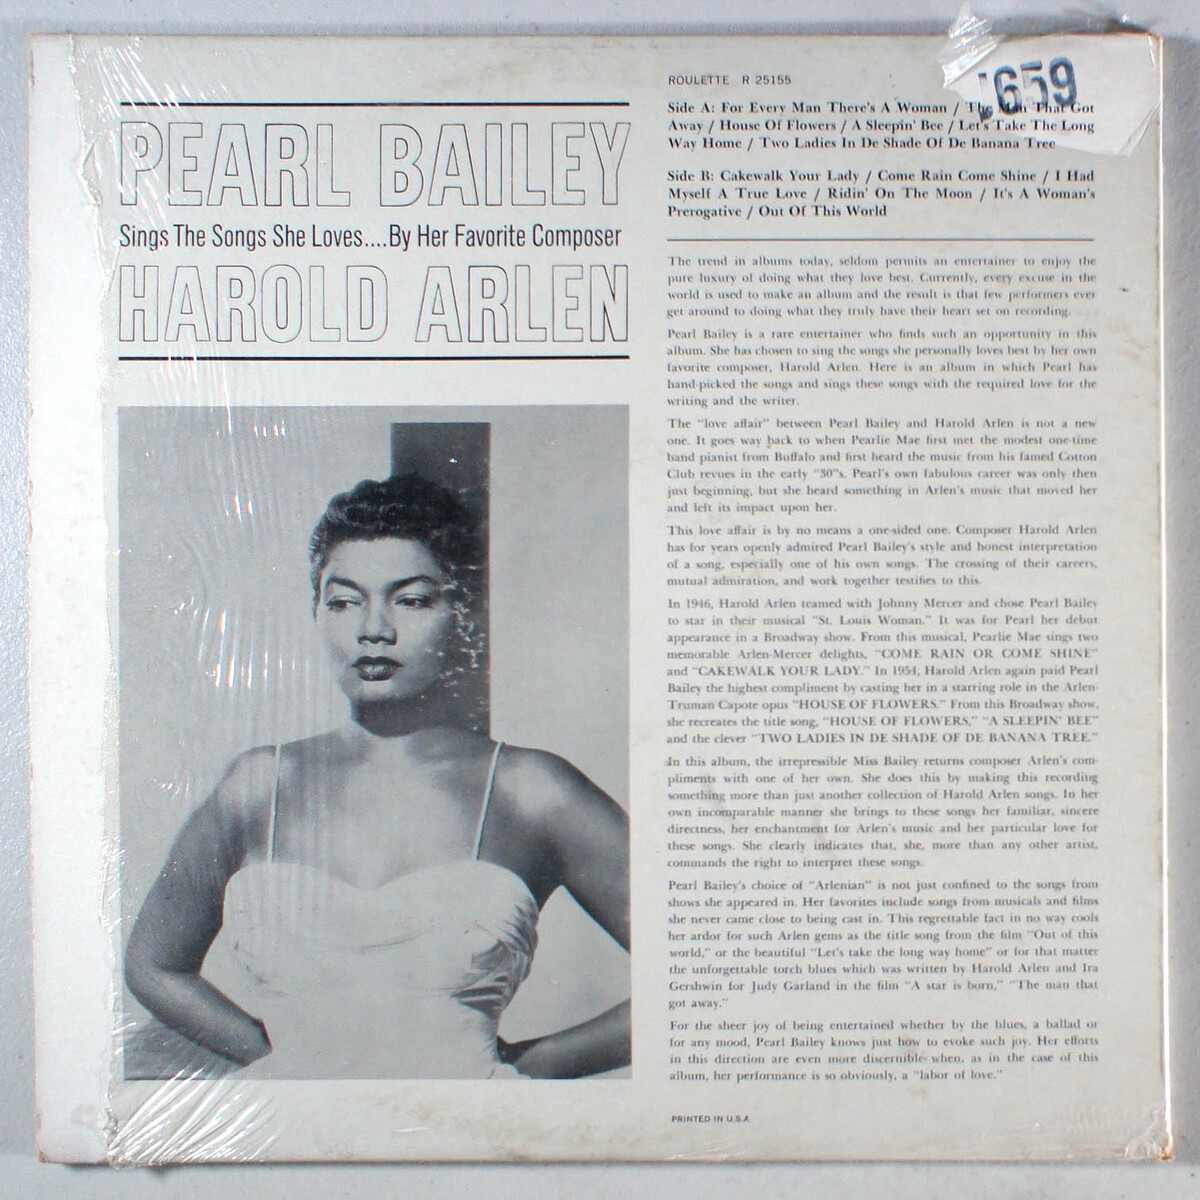 ROULETTE R 25155
1659
PEARL BAILEY
Sings The Songs She Loves....By Her Favorite Composer
HAROLD ARLEN
Side A: For Every Man There's A Woman / The Man That Got
Away / House Of Flowers / A Sleepin' Bee / Let's Take The Long
Way Home / Two Ladies In De Shade Of De Banana Tree
Side B: Cakewalk Your Lady / Come Rain Come Shine / I Had
Myself A True Love / Ridin' On The Moon / It's A Woman's
Prerogative / Out Of This World
The trend in albums today, seldom permits an entertainer to enjoy the
pure luxury of doing what they love best. Currently, every excuse in the
world is used to make an album and the result is that few performers ever
get around to doing what they truly have their heart set on recording.
Pearl Bailey is a rare entertainer who finds such an opportunity in this
album. She has chosen to sing the songs she personally loves best by her own
favorite composer, Harold Arlen. Here is an album in which Pearl has
hand-picked the songs and sings these songs with the required love for the
writing and the writer.
The "love affair" between Pearl Bailey and Harold Arlen is not a new
one. It goes way back to when Pearlie Mae first met the modest one-time
band pianist from Buffalo and first heard the music from his famed Cotton
Club revues in the early "30"s. Pearl's own fabulous career was only then
just beginning, but she heard something in Arlen's music that moved her
and left its impact upon her.
This love affair is by no means a one-sided one. Composer Harold Arlen
has for years openly admired Pearl Bailey's style and honest interpretation
of a song, especially one of his own songs. The crossing of their careers,
mutual admiration, and work together testifies to this.
In 1946, Harold Arlen teamed with Johnny Mercer and chose Pearl Bailey
to star in their musical "St. Louis Woman." It was for Pearl her debut
appearance in a Broadway show. From this musical, Pearlie Mae sings two
memorable Arlen-Mercer delights, "COME RAIN OR COME SHINE"
and "CAKEWALK YOUR LADY." In 1954, Harold Arlen again paid Pearl
Bailey the highest compliment by casting her in a starring role in the Arlen-
Truman Capote opus "HOUSE OF FLOWERS." From this Broadway show,
she recreates the title song, "HOUSE OF FLOWERS," "A SLEEPIN' BEE"
and the clever "TWO LADIES IN DE SHADE OF DE BANANA TREE."
In this album, the irrepressible Miss Bailey returns composer Arlen's com-
pliments with one of her own. She does this by making this recording
something more than just another collection of Harold Arlen songs. In her
own incomparable manner she brings to these songs her familiar, sincere
directness, her enchantment for Arlen's music and her particular love for
these songs. She clearly indicates that, she, more than any other artist,
commands the right to interpret these songs.
Pearl Bailey's choice of "Arlenian" is not just confined to the songs from
shows she appeared in. Her favorites include songs from musicals and films
she never came close to being cast in. This regrettable fact in no way cools
her ardor for such Arlen gems as the title song from the film "Out of this
world," or the beautiful "Let's take the long way home" or for that matter
the unforgettable torch blues which was written by Harold Arlen and Ira
Gershwin for Judy Garland in the film "A star is born," "The man that
got away."
For the sheer joy of being entertained whether by the blues, a ballad or
for any mood, Pearl Bailey knows just how to evoke such joy. Her efforts
in this direction are even more discernible when, as in the case of this
album, her performance is so obviously, a "labor of love."
PRINTED IN U.S.A.